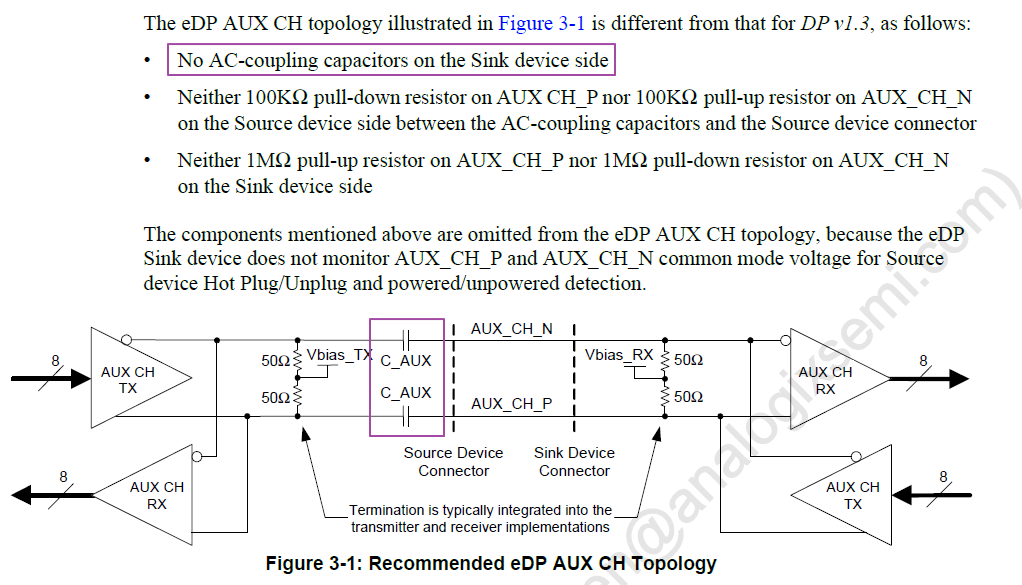 The eDP AUX CH topology illustrated in Figure 3-1 is different from that for DP v1.3, as follows:
• No AC-coupling capacitors on the Sink device side
• Neither 100KΩ pull-down resistor on AUX CH_P nor 100KΩ pull-up resistor on AUX_CH_N
on the Source device side between the AC-coupling capacitors and the Source device connector
• Neither 1MΩ pull-up resistor on AUX_CH_P nor 1MΩ pull-down resistor on AUX_CH_N
on the Sink device side
The components mentioned above are omitted from the eDP AUX CH topology, because the eDP
Sink device does not monitor AUX_CH_P and AUX_CH_N common mode voltage for Source
device Hot Plug/Unplug and powered/unpowered detection.
8
AUX CH
TX
50Ω
50Ω
Vbias_TX
C_AUX
C_AUX
AUX_CH_N
AUX_CH_P
Vbias_RX
50Ω
50Ω
AUX CH
RX
8
8
AUX CH
RX
Source Device
Connector
Sink Device
Connector
AUX CH
TX
8
Termination is typically integrated into the
transmitter and receiver implementations
Figure 3-1: Recommended eDP AUX CH Topology
en@analogixsemi.com)